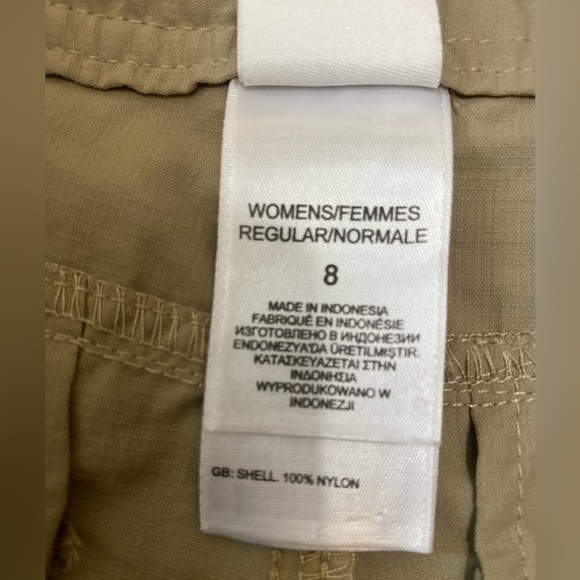 WOMENS/FEMMES
REGULAR/NORMALE
8
MADE IN INDONESIA
FABRIQUÉ EN INDONÉSIE
ИЗГОТОВЛЕНО В ИНДОНЕЗИИ
ENDONEZYA'DA ÜRETILMIŞTIR.
ΚΑΤΑΣΚΕΥΑΖΕΤΑΙ ΣΤΗΝ
ΙΝΔΟΝΗΣΙΑ
WYPRODUKOWANO W
INDONEZJI
GB: SHELL. 100% NYLON